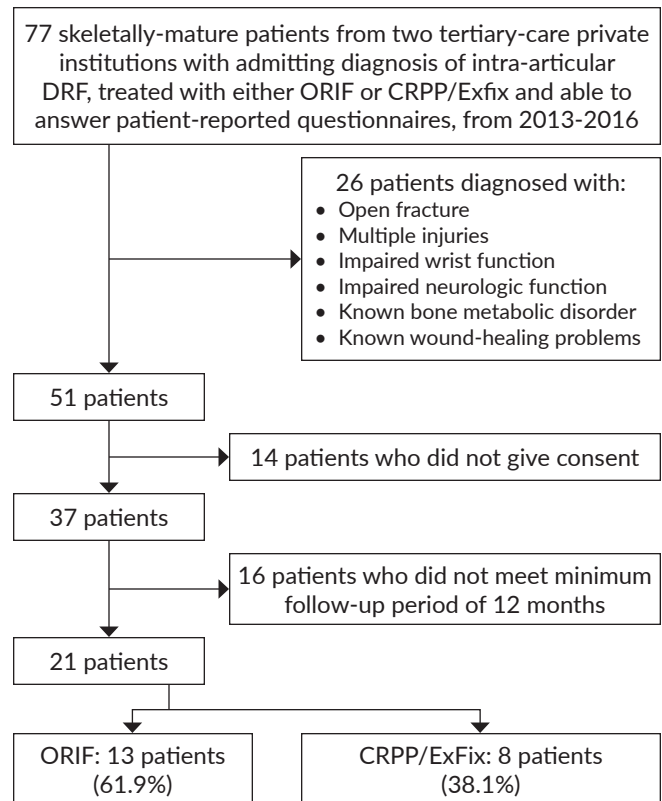 77 skeletally-mature patients from two tertiary-care private
institutions with admitting diagnosis of intra-articular
DRF, treated with either ORIF or CRPP/Exfix and able to
answer patient-reported questionnaires, from 2013-2016
26 patients diagnosed with:
• Open fracture
• Multiple injuries
• Impaired wrist function
• Impaired neurologic function
• Known bone metabolic disorder
• Known wound-healing problems
51 patients
14 patients who did not give consent
37 patients
16 patients who did not meet minimum
follow-up period of 12 months
21 patients
ORIF: 13 patients
(61.9%)
CRPP/ExFix: 8 patients
(38.1%)